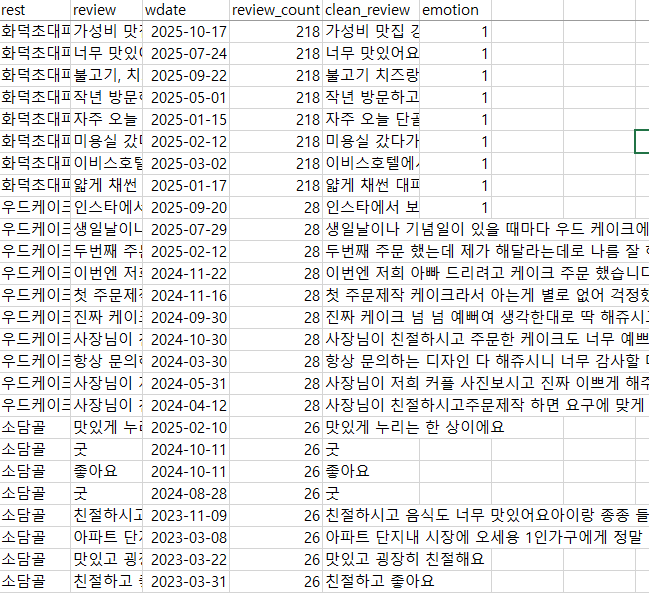 rest review wdate review_count clean_review emotion
화덕초대파 가성비 맛집 2025-10-17 218 가성비 맛집 강 1
화덕초대파 너무 맛있어 2025-07-24 218 너무 맛있어요 1
화덕초대파 불고기, 치 2025-09-22 218 불고기 치즈랑 1
화덕초대파 작년 방문하 2025-05-01 218 작년 방문하고 1
화덕초대파 자주 오늘 2025-01-15 218 자주 오늘 단골 1
화덕초대파 미용실 갔다 2025-02-12 218 미용실 갔다가 1
화덕초대파 이비스호텔 2025-03-02 218 이비스호텔에서 1
화덕초대파 얇게 채썬 2025-01-17 218 얇게 채썬 대파 1
우드케이크 인스타에서 2025-09-20 28 인스타에서 보 1
우드케이크 생일날이나 2025-07-29 28 생일날이나 기념일이 있을 때마다 우드 케이크에
우드케이크 두번째 주문 2025-02-12 28 두번째 주문 했는데 제가 해달라는데로 나름 잘
우드케이크 이번엔 저희 2024-11-22 28 이번엔 저희 아빠 드리려고 케이크 주문 했습니다
우드케이크 첫 주문제작 2024-11-16 28 첫 주문제작 케이크라서 아는게 별로 없어 걱정했
우드케이크 진짜 케이크 2024-09-30 28 진짜 케이크 넘 넘 예뻐여 생각한대로 딱 해쥬시고
우드케이크 사장님이 친 2024-10-30 28 사장님이 친절하시고 주문한 케이크도 너무 예쁘
우드케이크 항상 문의하 2024-03-30 28 항상 문의하는 디자인 다 해쥬시니 너무 감사할
우드케이크 사장님이 저 2024-05-31 28 사장님이 저희 커플 사진보시고 진짜 이쁘게 해주
우드케이크 사장님이 친 2024-04-12 28 사장님이 친절하시고주문제작 하면 요구에 맞게
소담골 맛있게 누리 2025-02-10 26 맛있게 누리는 한 상이에요
소담골 굿 2024-10-11 26 굿
소담골 좋아요 2024-10-11 26 좋아요
소담골 굿 2024-08-28 26 굿
소담골 친절하시고 2023-11-09 26 친절하시고 음식도 너무 맛있어요아이랑 종종 들
소담골 아파트 단지 2023-03-08 26 아파트 단지내 시장에 오세용 1인가구에게 정말
소담골 맛있고 굉장 2023-03-22 26 맛있고 굉장히 친절해요
소담골 친절하고 좋 2023-03-31 26 친절하고 좋아요